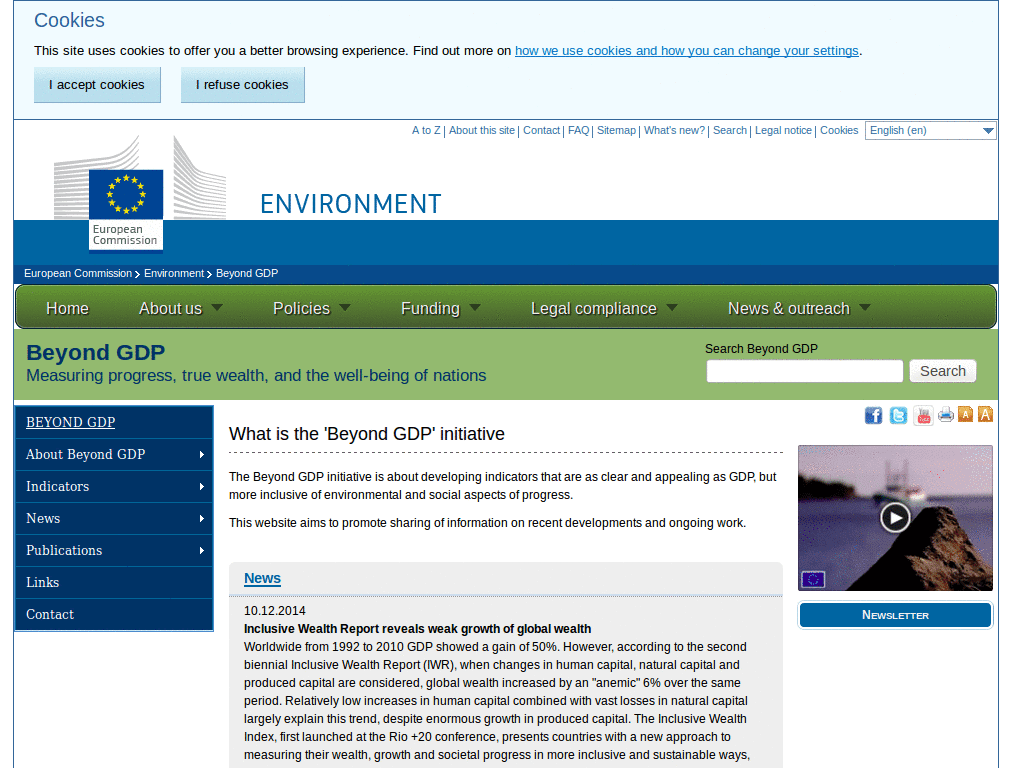 Cookies
This site uses cookies to offer you a better browsing experience. Find out more on how we use cookies and how you can change your settings.
I accept cookies
I refuse cookies
A to Z | About this site | Contact | FAQ | Sitemap | What's new? | Search | Legal notice | Cookies
English (en)
ENVIRONMENT
European
Commission
European Commission > Environment > Beyond GDP
Home About us Policies Funding Legal compliance News & outreach
Beyond GDP
Measuring progress, true wealth, and the well-being of nations
Search Beyond GDP
Search
BEYOND GDP
About Beyond GDP
Indicators
News
Publications
Links
Contact
What is the 'Beyond GDP' initiative
The Beyond GDP initiative is about developing indicators that are as clear and appealing as GDP, but
more inclusive of environmental and social aspects of progress.
This website aims to promote sharing of information on recent developments and ongoing work.
News
10.12.2014
Inclusive Wealth Report reveals weak growth of global wealth
Worldwide from 1992 to 2010 GDP showed a gain of 50%. However, according to the second
biennial Inclusive Wealth Report (IWR), when changes in human capital, natural capital and
produced capital are considered, global wealth increased by an "anemic" 6% over the same
period. Relatively low increases in human capital combined with vast losses in natural capital
largely explain this trend, despite enormous growth in produced capital. The Inclusive Wealth
Index, first launched at the Rio +20 conference, presents countries with a new approach to
measuring their wealth, growth and societal progress in more inclusive and sustainable ways,
A
A
NEWSLETTER